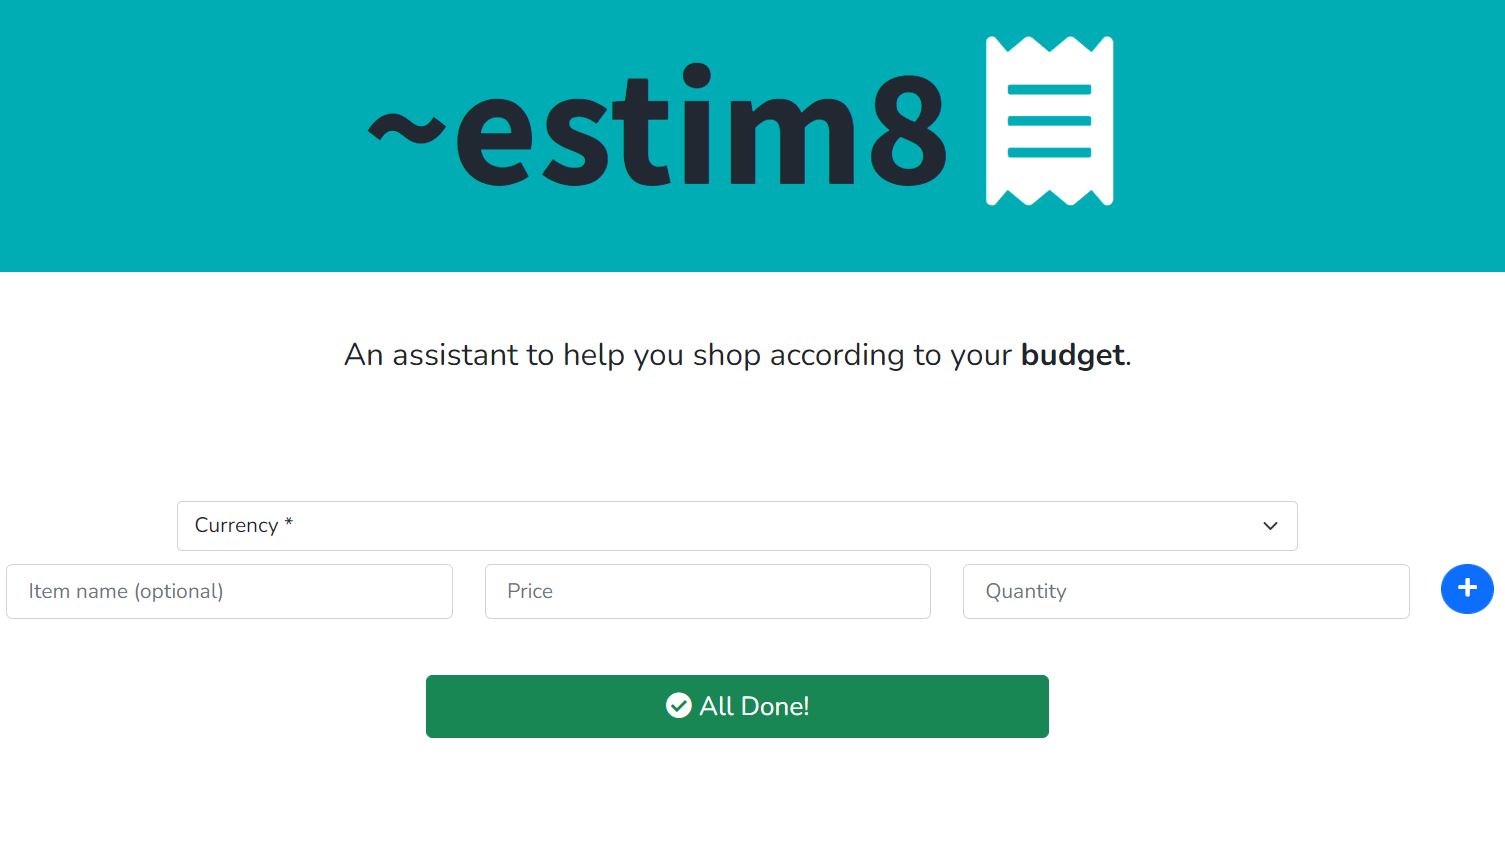 ~estim8
An assistant to help you shop according to your budget.
Currency *
Item name (optional)
Price
Quantity
+
All Done!